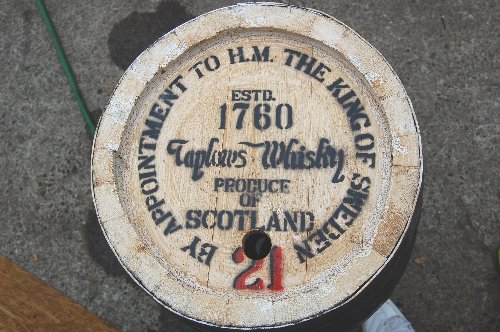 BY APPOINTMENT TO H.M. THE KING OF SWEDEN
ESTD.
1760
Taplows Whisky
PRODUCE
OF
SCOTLAND
21